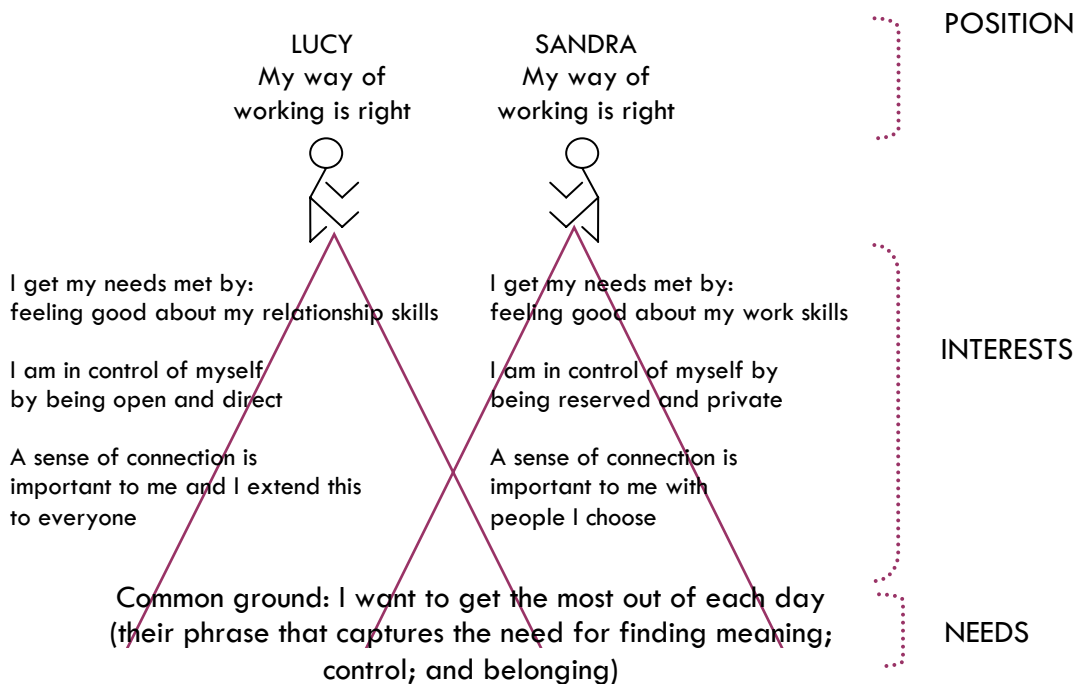 POSITION
LUCY
My way of
working is right
SANDRA
My way of
working is right
I get my needs met by:
feeling good about my relationship skills
I am in control of myself
by being open and direct
A sense of connection is
important to me and I extend this
to everyone
I get my needs met by:
feeling good about my work skills
I am in control of myself by
being reserved and private
A sense of connection is
important to me with
people I choose
INTERESTS
Common ground: I want to get the most out of each day
(their phrase that captures the need for finding meaning;
control; and belonging)
NEEDS